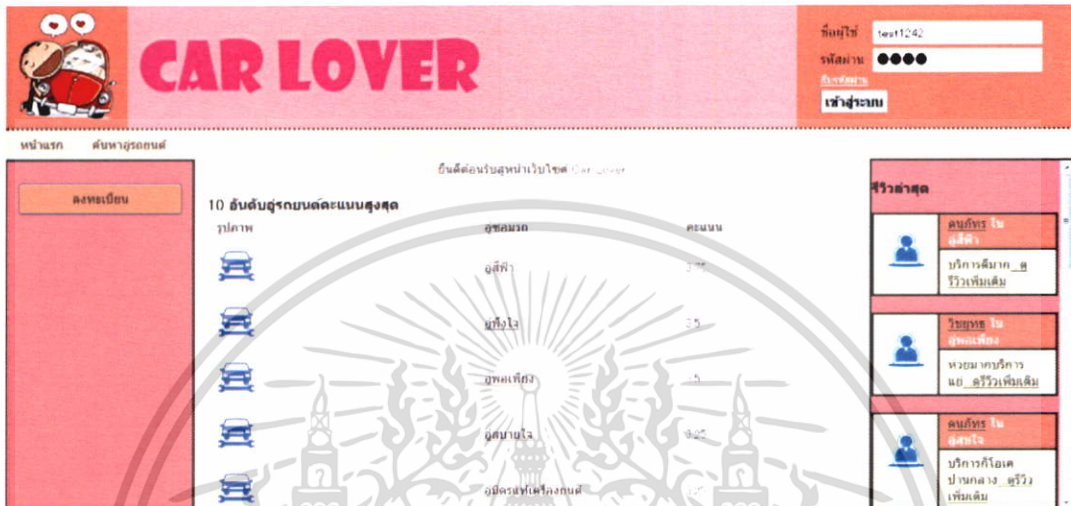 CAR LOVER
ชื่อผู้ใช้ test1242
รหัสผ่าน ●●●●
ลืมรหัสผ่าน
เข้าสู่ระบบ
หน้าแรก ค้นหาอู่รถยนต์
ลงทะเบียน
ยินดีต้อนรับสู่หน้าเว็บไซต์ Car Lover
10 อันดับอู่รถยนต์คะแนนสูงสุด
รูปภาพ อู่ซ่อมรถ คะแนน
อู่สีฟ้า 3.75
อู่ทั้งใจ 3.5
อู่พอเพียง
อู่สบายใจ 3.25
อู่มิตรแท้เครื่องยนต์
รีวิวล่าสุด
คนภัทร ใน
อู่สีฟ้า
บริการดีมาก ดู
รีวิวเพิ่มเติม
วิชยุทธ ใน
อู่พอเพียง
ห่วยมากบริการ
แย่ ดูรีวิวเพิ่มเติม
คนภัทร ใน
อู่สุขใจ
บริการก็โอเค
ปานกลาง ดูรีวิว
เพิ่มเติม